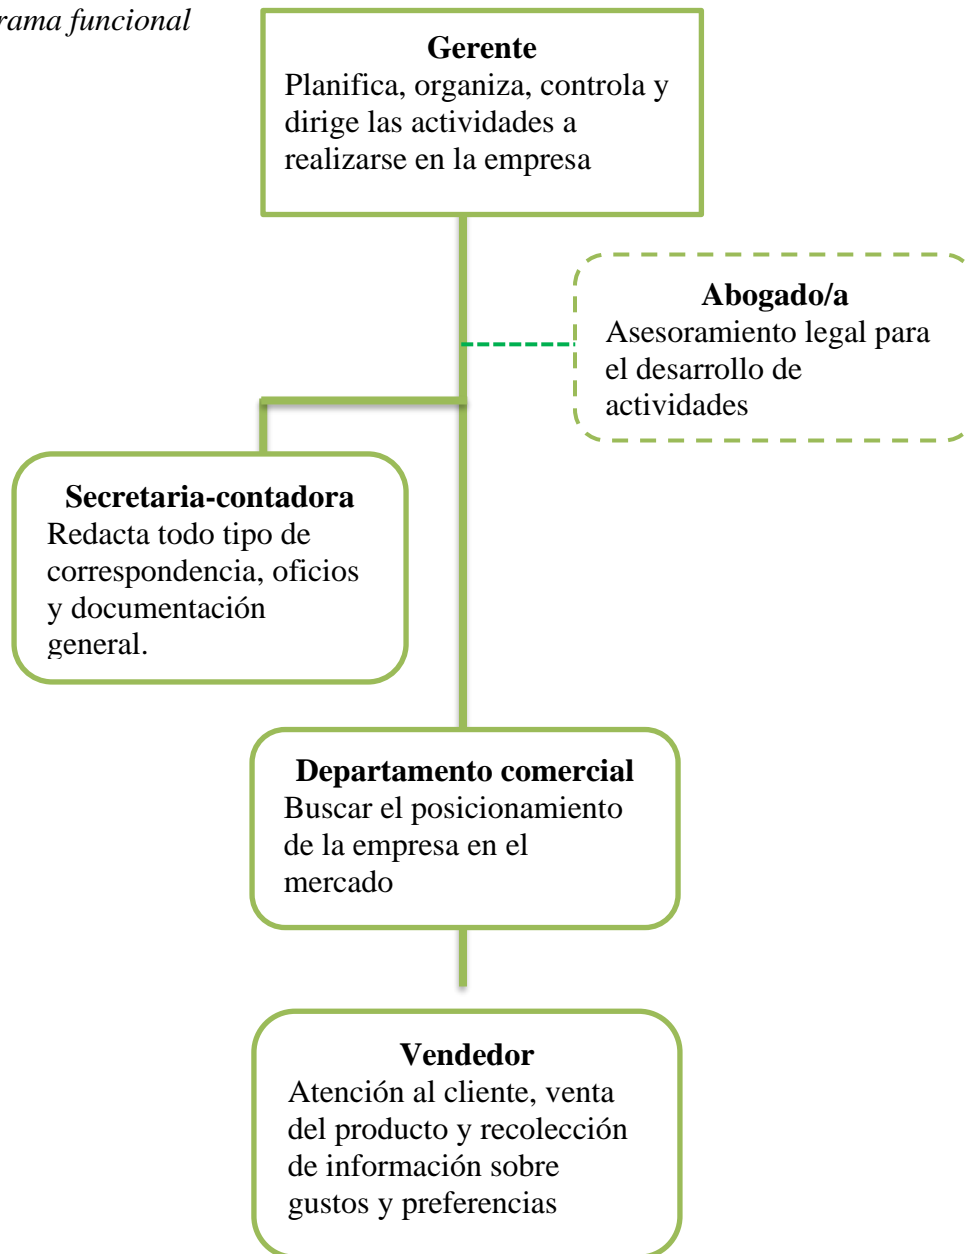 rama funcional
Gerente
Planifica, organiza, controla y
dirige las actividades a
realizarse en la empresa
Abogado/a
Asesoramiento legal para
el desarrollo de
actividades
Secretaria-contadora
Redacta todo tipo de
correspondencia, oficios
y documentación
general.
Departamento comercial
Buscar el posicionamiento
de la empresa en el
mercado
Vendedor
Atención al cliente, venta
del producto y recolección
de información sobre
gustos y preferencias